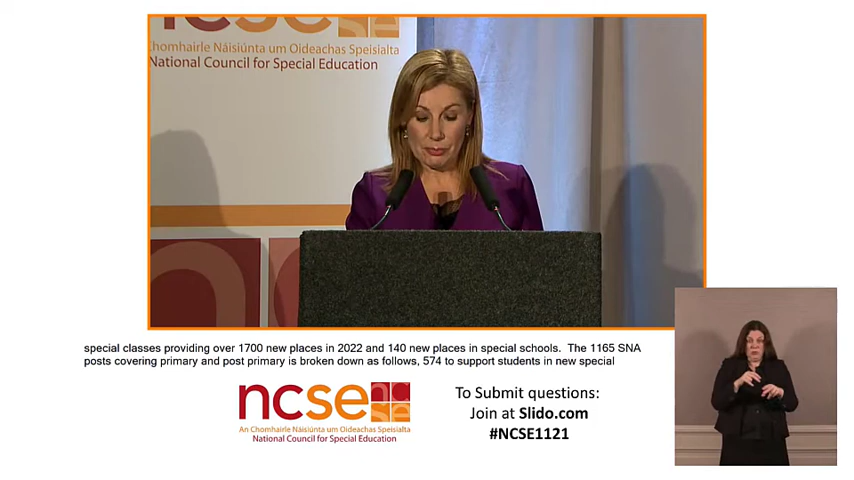 ncse
Chomhairle Náisiúnta um Oideachas Speisialta
National Council for Special Education
special classes providing over 1700 new places in 2022 and 140 new places in special schools. The 1165 SNA
posts covering primary and post primary is broken down as follows, 574 to support students in new special
ncse
nc
se
An Chomhairle Náisiúnta um Oideachas Speisialta
National Council for Special Education
To Submit questions:
Join at Slido.com
#NCSE1121